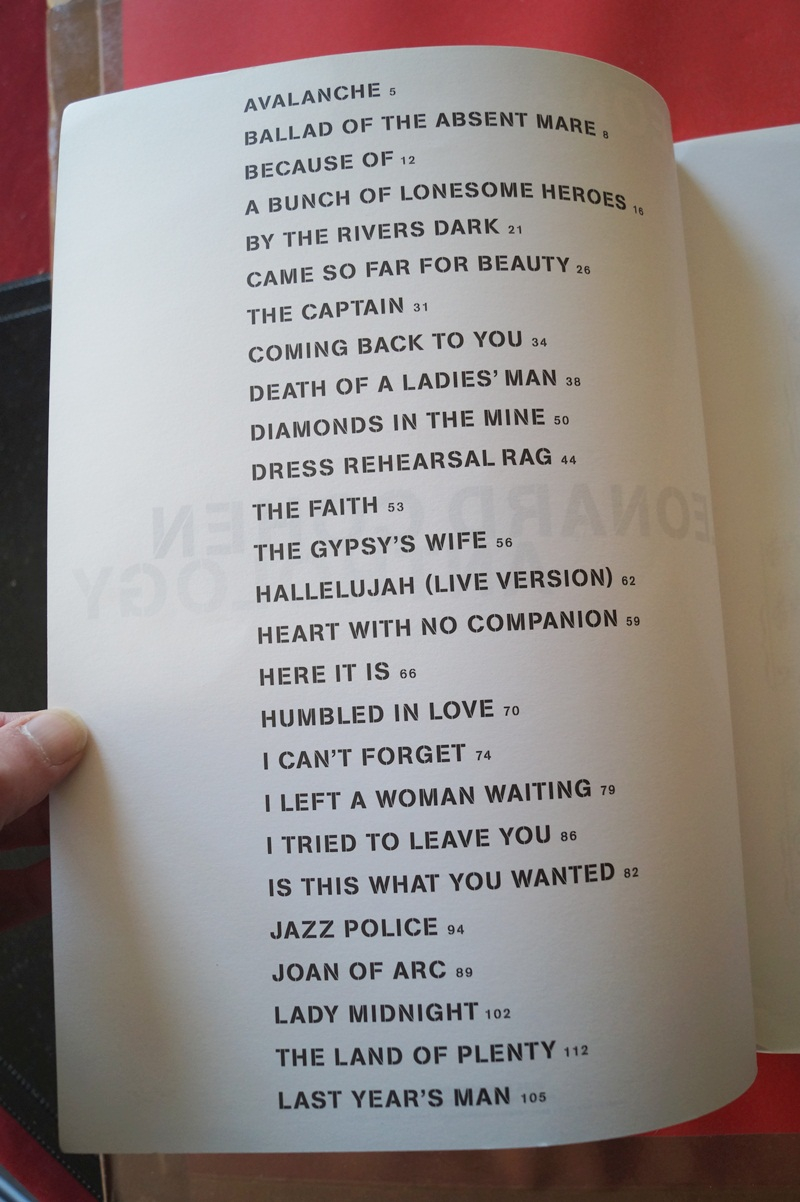 AVALANCHE 5
BALLAD OF THE ABSENT MARE 8
BECAUSE OF 12
A BUNCH OF LONESOME HEROES 16
BY THE RIVERS DARK 21
CAME SO FAR FOR BEAUTY 26
THE CAPTAIN 31
COMING BACK TO YOU 34
DEATH OF A LADIES' MAN 38
DIAMONDS IN THE MINE 50
DRESS REHEARSAL RAG 44
THE FAITH 53
THE GYPSY'S WIFE 56
HALLELUJAH (LIVE VERSION) 62
HEART WITH NO COMPANION 59
HERE IT IS 66
HUMBLED IN LOVE 70
I CAN'T FORGET 74
I LEFT A WOMAN WAITING 79
I TRIED TO LEAVE YOU 86
IS THIS WHAT YOU WANTED 82
JAZZ POLICE 94
JOAN OF ARC 89
LADY MIDNIGHT 102
THE LAND OF PLENTY 112
LAST YEAR'S MAN 105